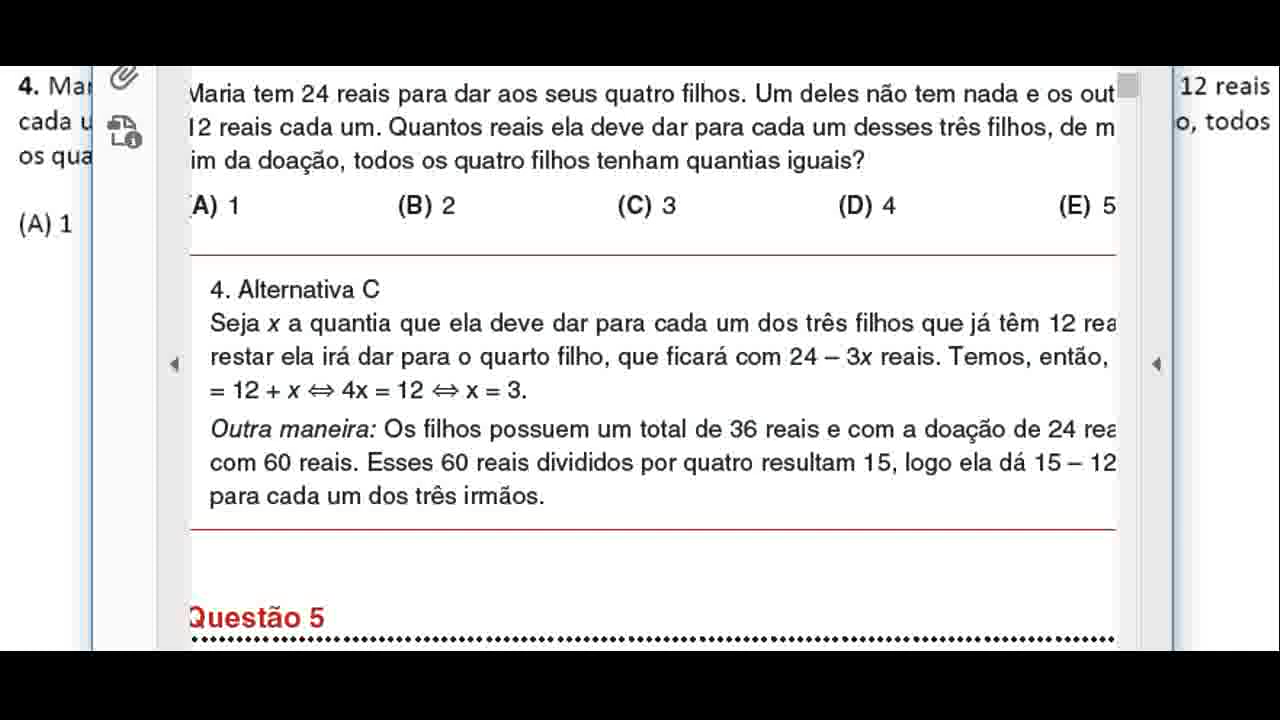 4. Mar
cada u
os qua
(A) 1
12 reais
o, todos
Maria tem 24 reais para dar aos seus quatro filhos. Um deles não tem nada e os out
12 reais cada um. Quantos reais ela deve dar para cada um desses três filhos, de m
im da doação, todos os quatro filhos tenham quantias iguais?
(A) 1 (B) 2 (C) 3 (D) 4 (E) 5
4. Alternativa C
Seja x a quantia que ela deve dar para cada um dos três filhos que já têm 12 rea
restar ela irá dar para o quarto filho, que ficará com 24 – 3x reais. Temos, então,
= 12 + x ⇔ 4x = 12 ⇔ x = 3.
Outra maneira: Os filhos possuem um total de 36 reais e com a doação de 24 rea
com 60 reais. Esses 60 reais divididos por quatro resultam 15, logo ela dá 15 – 12
para cada um dos três irmãos.
Questão 5